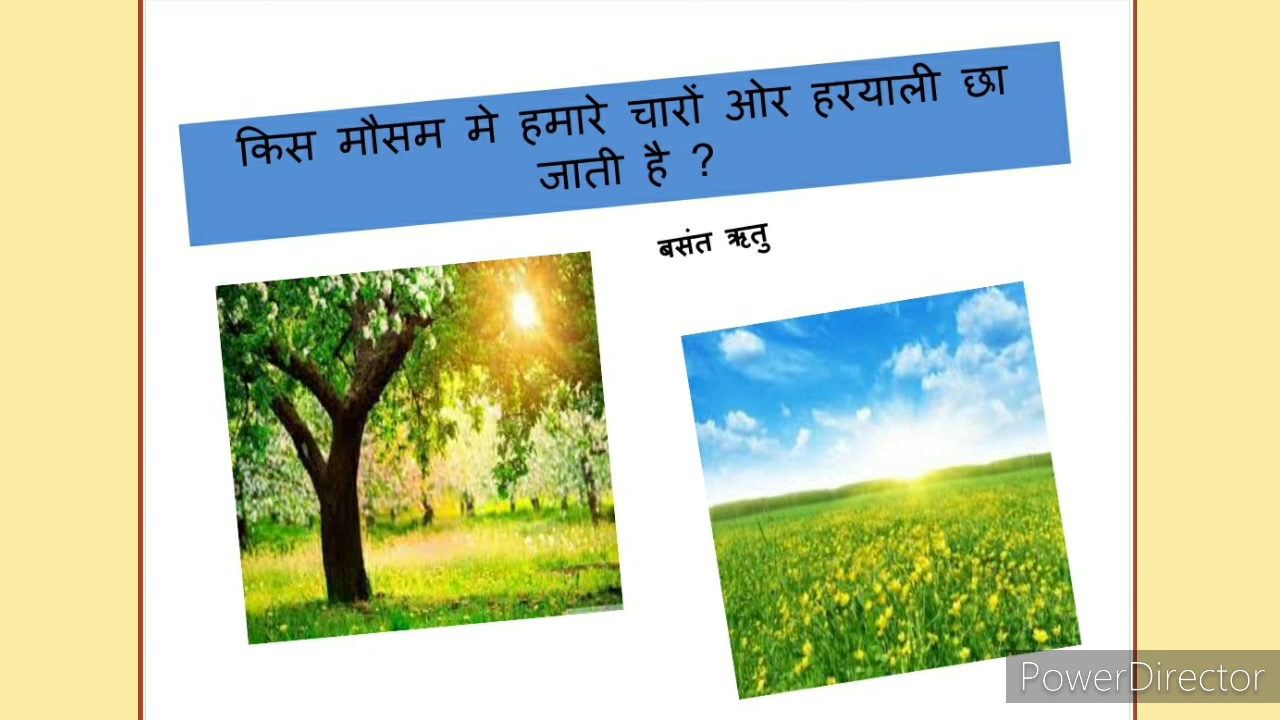 किस मौसम मे हमारे चारों ओर हरयाली छा
जाती है ?
बसंत ऋतु
PowerDirector